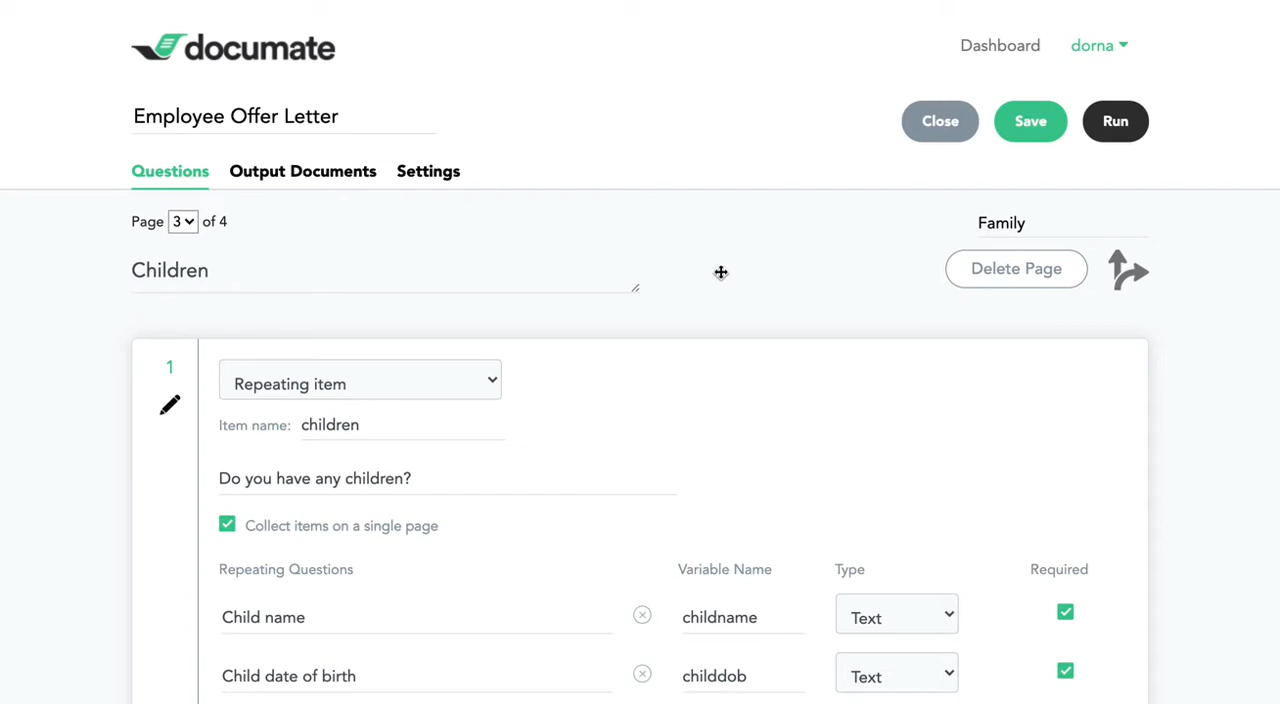 documate
Dashboard dorna
Employee Offer Letter
Close Save Run
Questions Output Documents Settings
Page 3 of 4
Family
Children
Delete Page
1
Repeating item
Item name: children
Do you have any children?
Collect items on a single page
Repeating Questions Variable Name Type Required
Child name childname Text
Child date of birth childdob Text